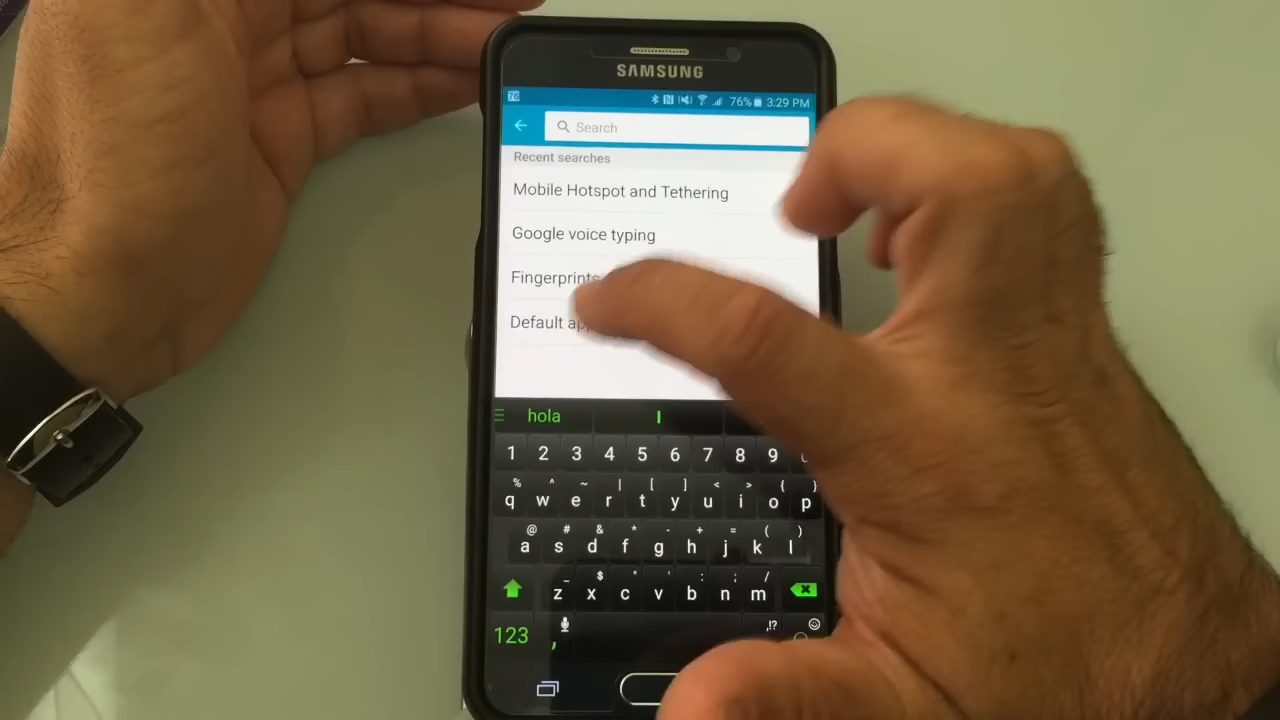 SAMSUNG
76 76% 3:29 PM
Search
Recent searches
Mobile Hotspot and Tethering
Google voice typing
Fingerprints
Default
hola I
1 2 3 4 5 6 7 8 9
% ^ ~ | [ ] < > { }
q w e r t y u i o p
@ # & * - + = ( )
a s d f g h j k l
_ $ " ' : ; /
z x c v b n m
123 , ,!?